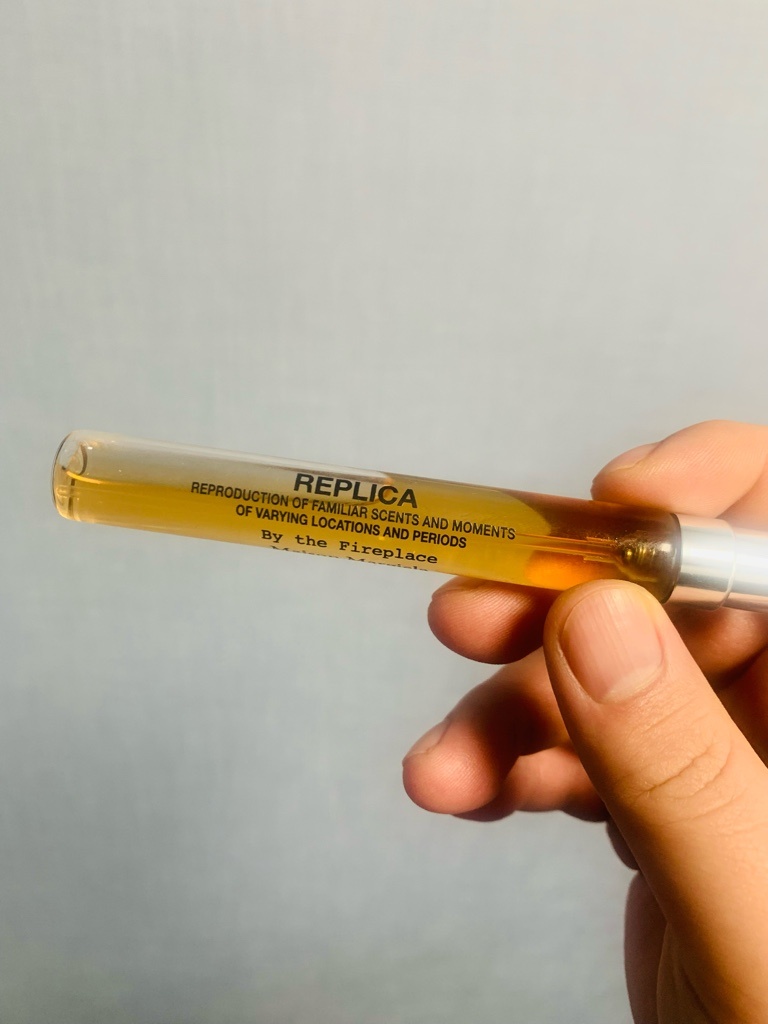 REPLICA
REPRODUCTION OF FAMILIAR SCENTS AND MOMENTS
OF VARYING LOCATIONS AND PERIODS
By the Fireplace